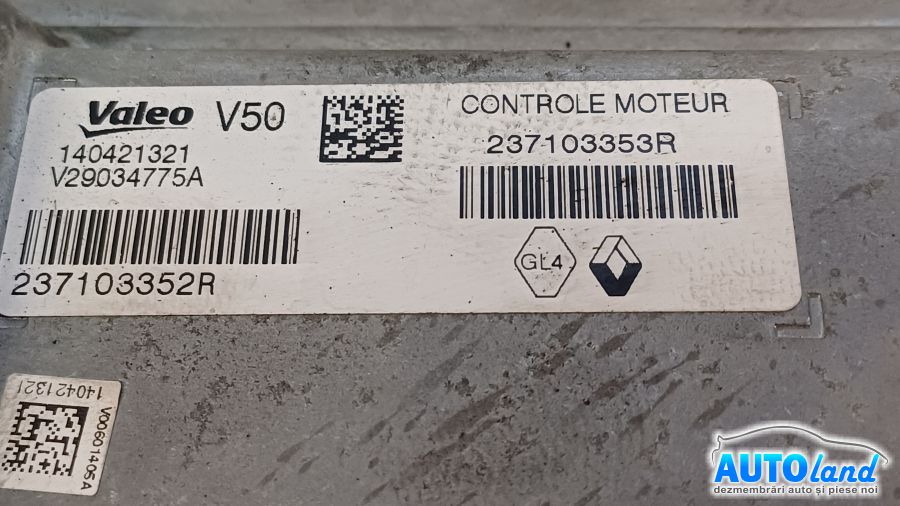 Valeo V50
140421321
V29034775A
237103352R
CONTROLE MOTEUR
237103353R
GL4
140421321
V00601405A
AUTOland
dezmembrări auto și piese noi